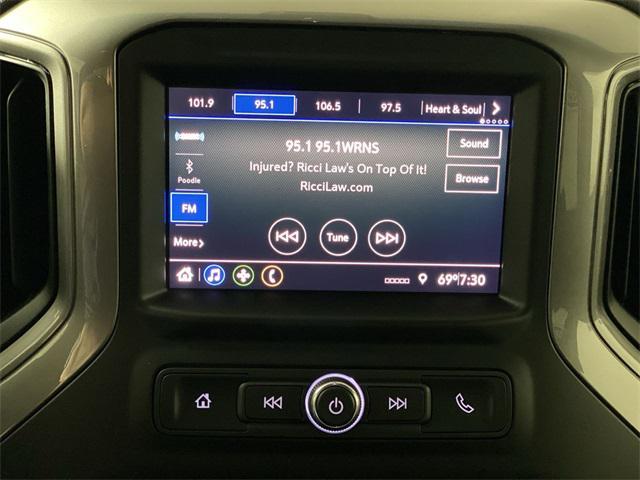 101.9 95.1 106.5 97.5 Heart & Soul
95.1 95.1WRNS
Sound
Injured? Ricci Law's On Top Of It!
Poodle
Browse
RicciLaw.com
FM
Tune
More
69° 7:30